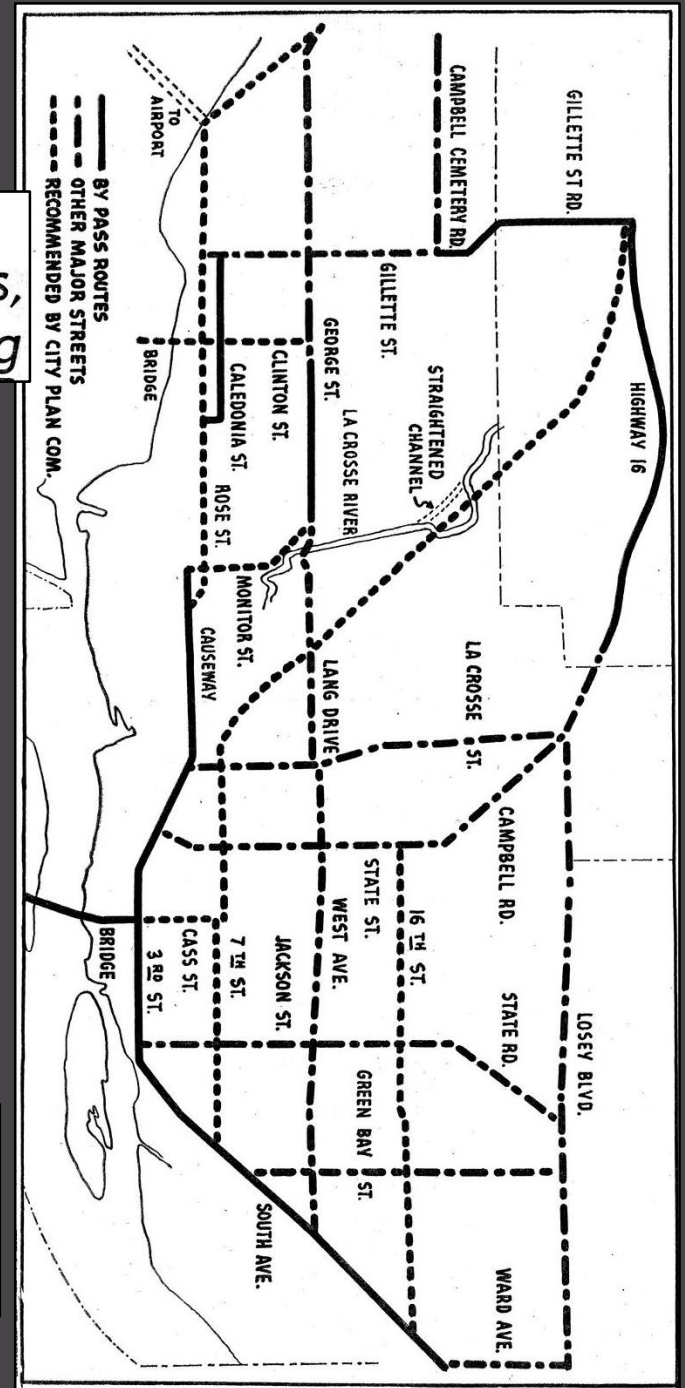 GILLETTE ST RD.
CAMPBELL CEMETERY RD.
HIGHWAY 16
TO
AIRPORT
GILLETTE ST.
STRAIGHTENED
CHANNEL
GEORGE ST.
LA CROSSE RIVER
CLINTON ST.
CALEDONIA ST.
ROSE ST.
BRIDGE
MONITOR ST.
CAUSEWAY
LANG DRIVE
LA CROSSE
ST.
CAMPBELL RD.
STATE ST.
16 TH ST.
WEST AVE.
JACKSON ST.
7 TH ST.
CASS ST.
3 RD ST.
BRIDGE
STATE RD.
LOSEY BLVD.
GREEN BAY
ST.
SOUTH AVE.
WARD AVE.
BY PASS ROUTES
OTHER MAJOR STREETS
RECOMMENDED BY CITY PLAN COM.